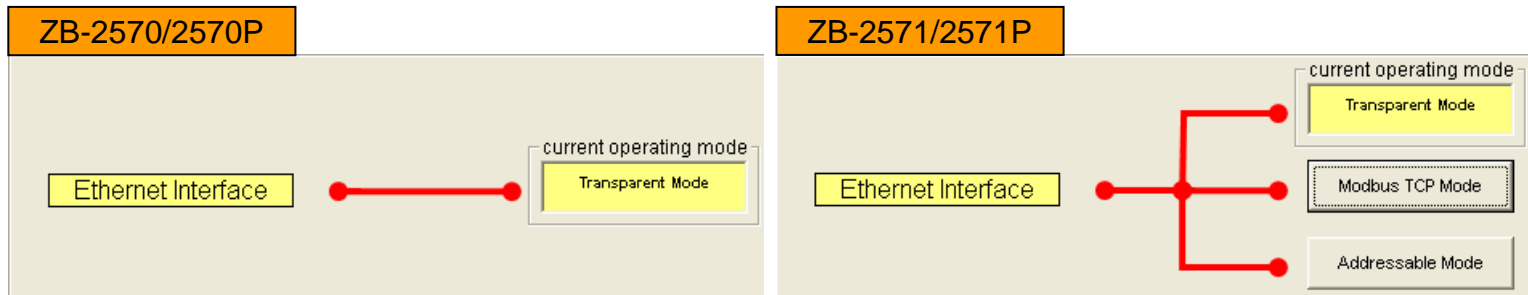 ZB-2570/2570P
Ethernet Interface
current operating mode
Transparent Mode
ZB-2571/2571P
Ethernet Interface
current operating mode
Transparent Mode
Modbus TCP Mode
Addressable Mode